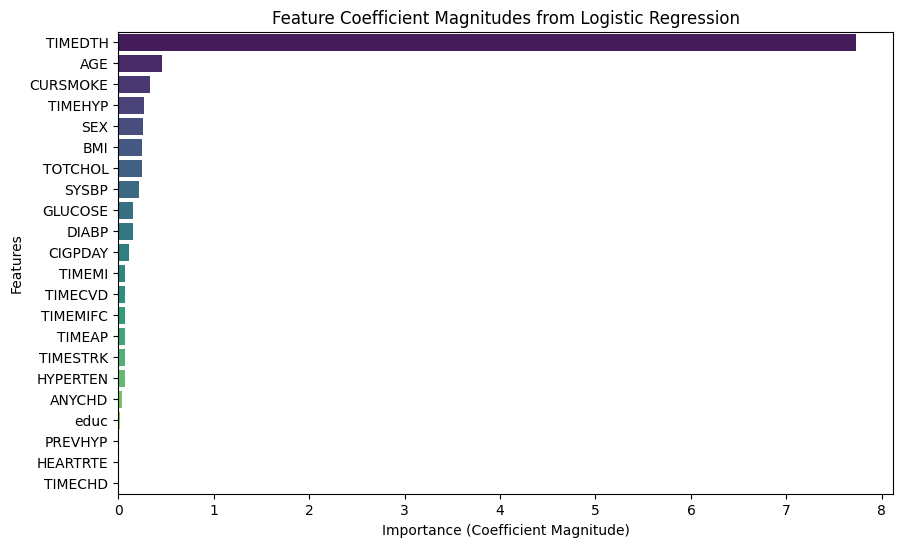 Feature Coefficient Magnitudes from Logistic Regression
TIMEDTH
AGE
CURSMOKE
TIMEHYP
SEX
BMI
TOTCHOL
SYSBP
GLUCOSE
DIABP
CIGPDAY
TIMEMI
TIMECVD
TIMEMIFC
TIMEAP
TIMESTRK
HYPERTEN
ANYCHD
educ
PREVHYP
HEARTRTE
TIMECHD
Features
0 1 2 3 4 5 6 7 8
Importance (Coefficient Magnitude)